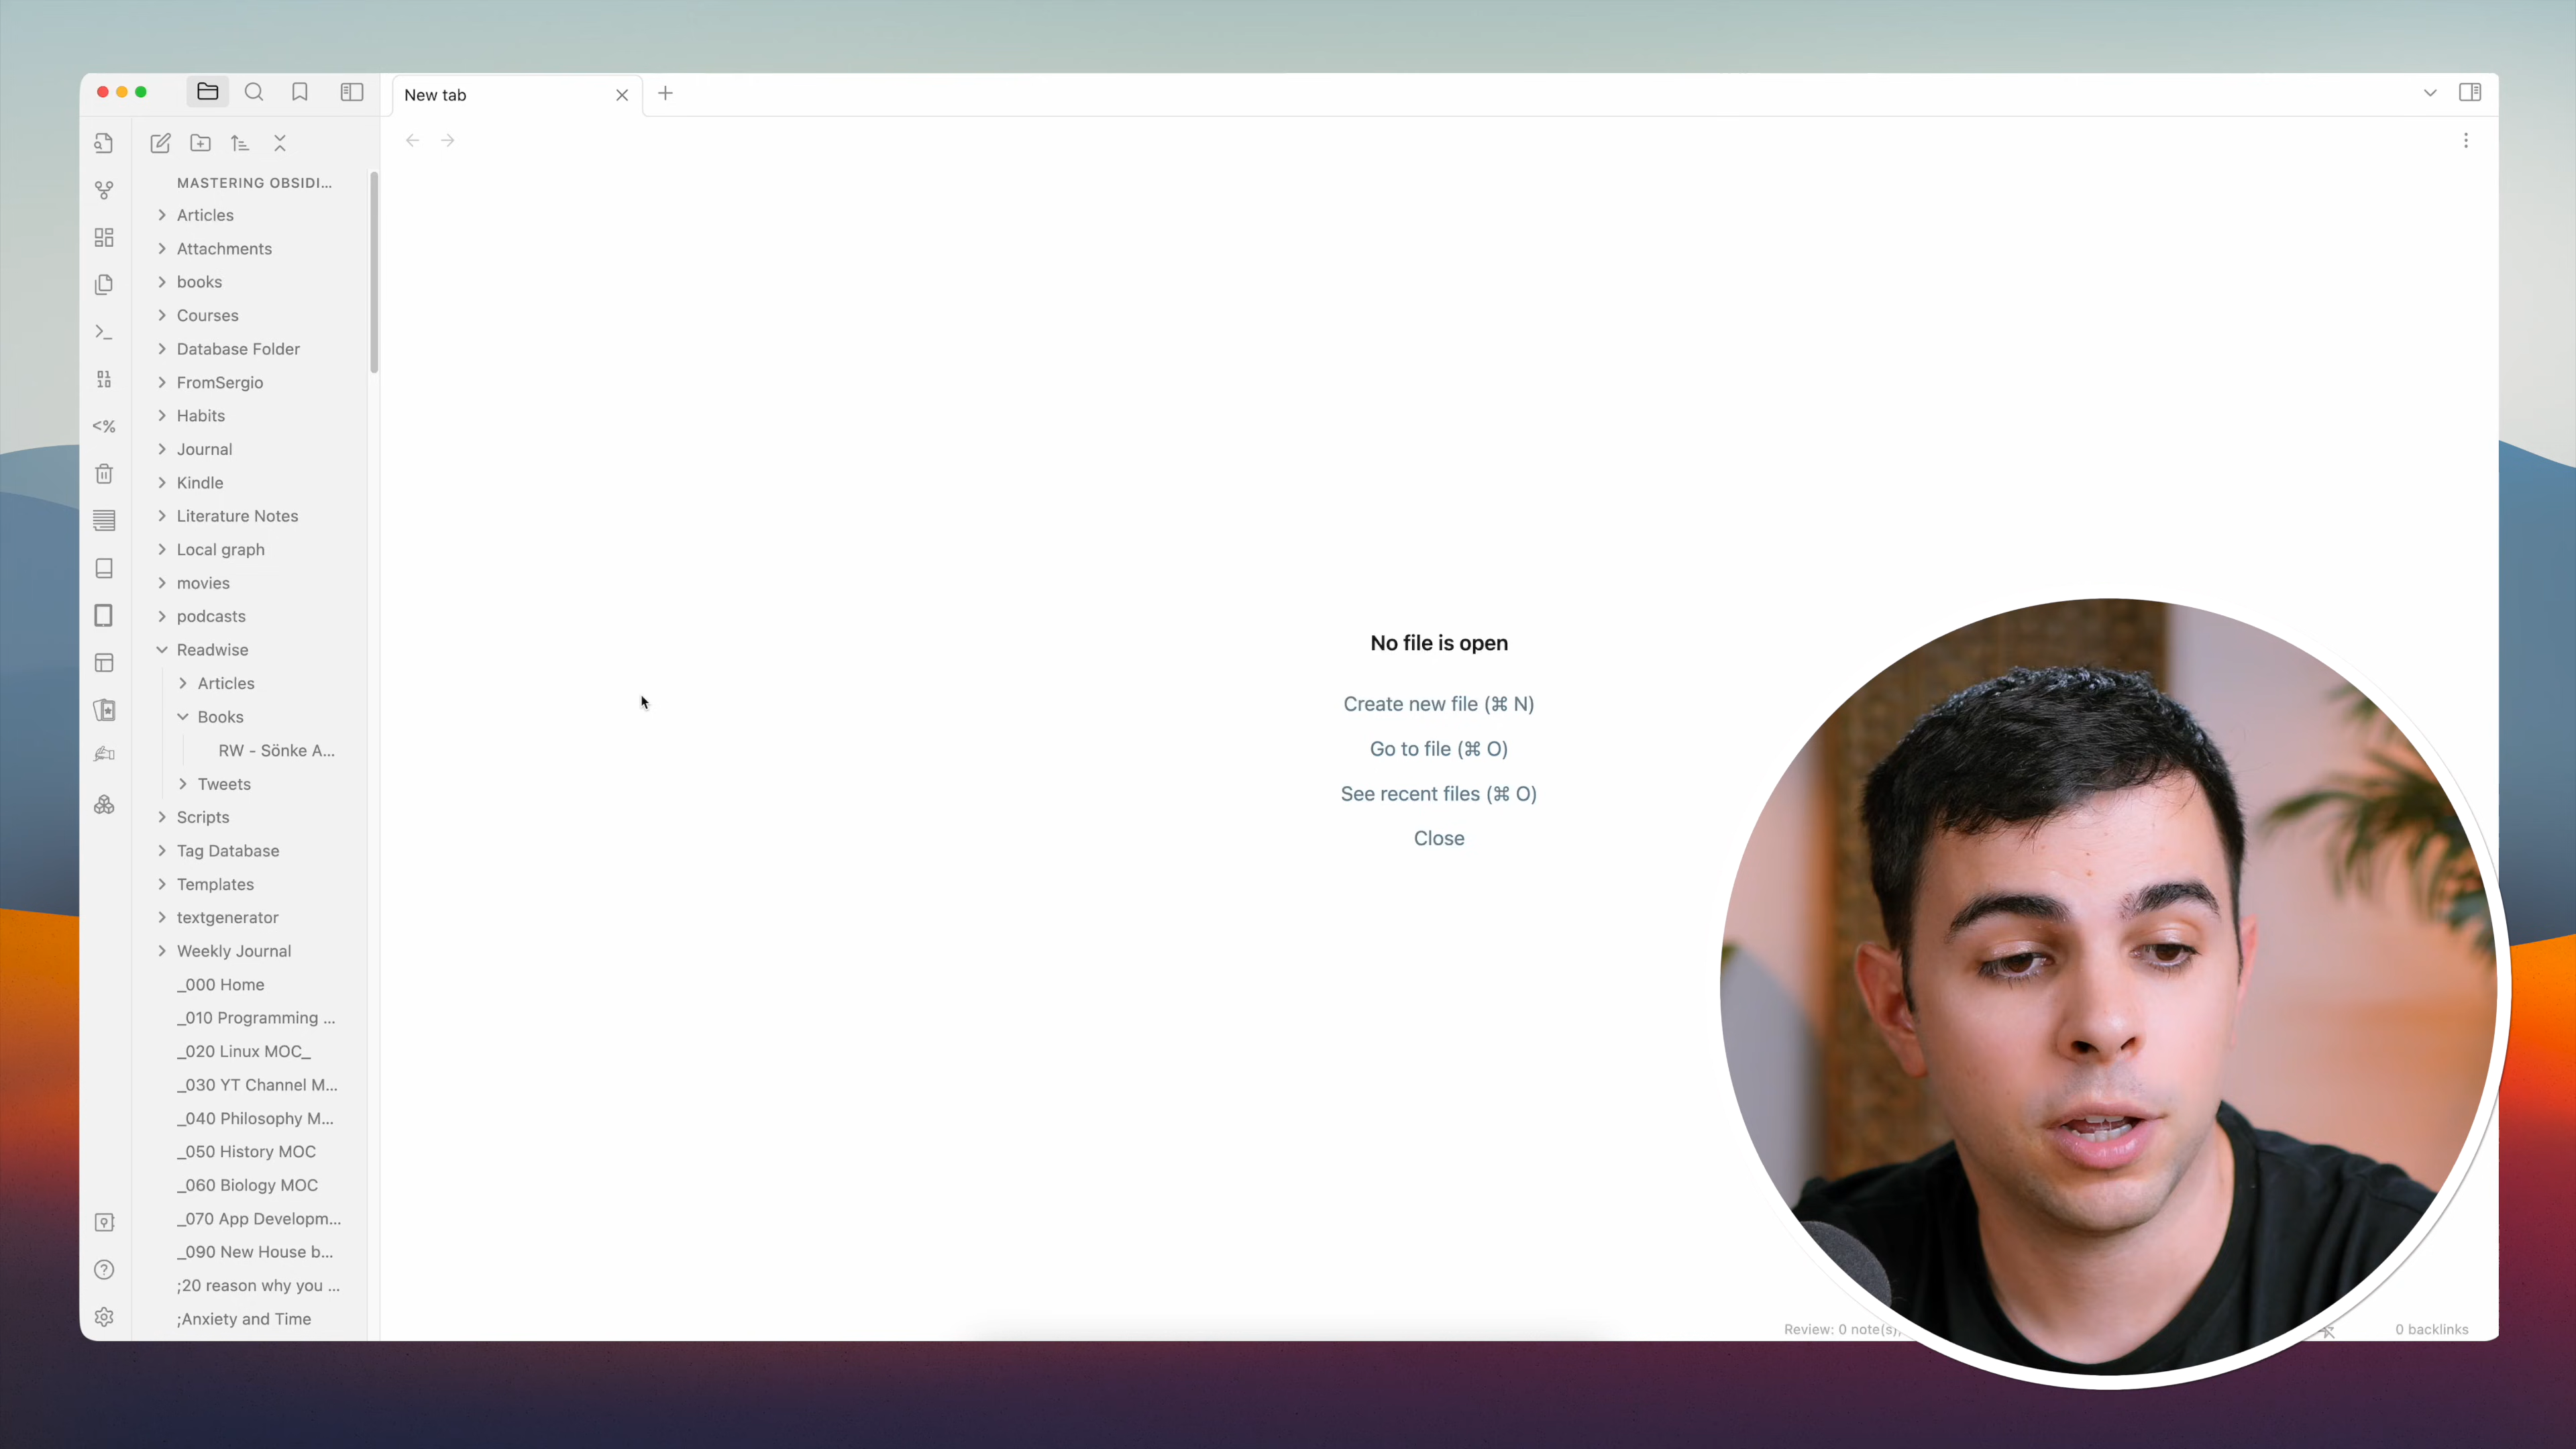 New tab
MASTERING OBSIDI...
Articles
Attachments
books
Courses
Database Folder
FromSergio
Habits
Journal
Kindle
Literature Notes
Local graph
movies
podcasts
Readwise
Articles
Books
RW - Sönke A...
Tweets
Scripts
Tag Database
Templates
textgenerator
Weekly Journal
_000 Home
_010 Programming ...
_020 Linux MOC_
_030 YT Channel M...
_040 Philosophy M...
_050 History MOC
_060 Biology MOC
_070 App Developm...
_090 New House b...
;20 reason why you ...
;Anxiety and Time
No file is open
Create new file (⌘ N)
Go to file (⌘ O)
See recent files (⌘ O)
Close
Review: 0 note(s),
0 backlinks